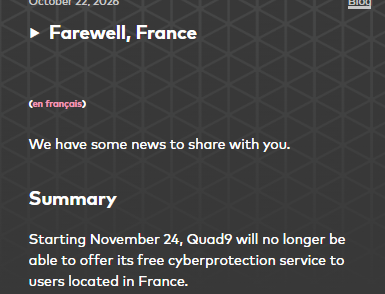 October 22, 2026
Blog
Farewell, France
(en français)
We have some news to share with you.
Summary
Starting November 24, Quad9 will no longer be
able to offer its free cyberprotection service to
users located in France.